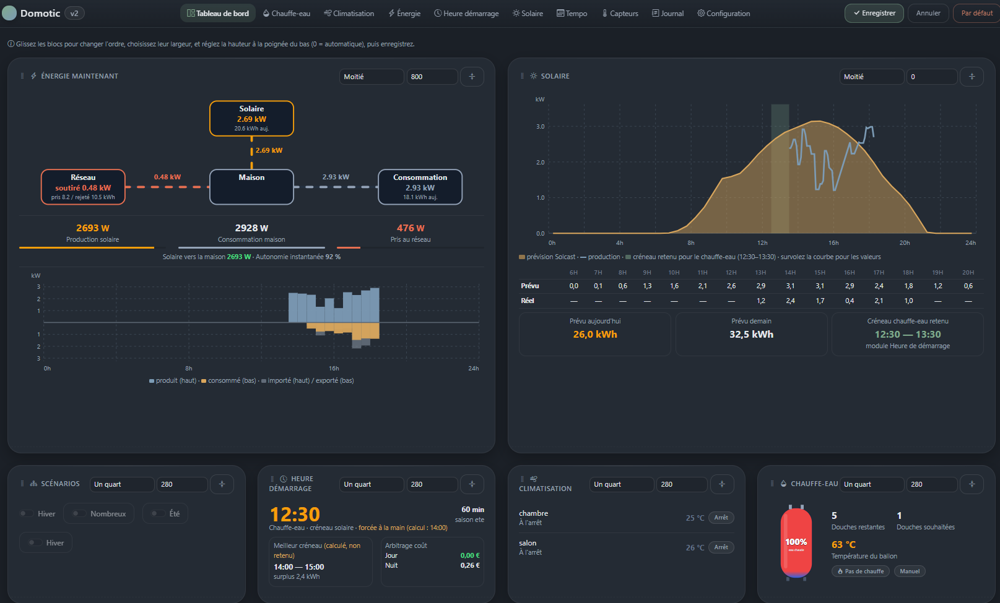 Domotic v2 Tableau de bord Chauffe-eau Climatisation Énergie Heure démarrage Solaire Tempo Capteurs Journal Configuration Enregistrer Annuler Par défaut
Glissez les blocs pour changer l'ordre, choisissez leur largeur, et réglez la hauteur à la poignée du bas (0 = automatique), puis enregistrez.
ÉNERGIE MAINTENANT Moitié 800
Solaire
2.69 kW
20.6 kWh auj.
2.69 kW
Réseau
soutiré 0.48 kW
pris 8.2 / rejeté 10.5 kWh
0.48 kW
Maison
2.93 kW
Consommation
2.93 kW
18.1 kWh auj.
2693 W 2928 W 476 W
Production solaire Consommation maison Pris au réseau
Solaire vers la maison 2693 W · Autonomie instantanée 92 %
kW
3
2
1
1
2
3
0h 8h 16h 24h
produit (haut) · consommé (bas) · importé (haut) / exporté (bas)
SOLAIRE Moitié 0
kW
3.0
2.0
1.0
0.0
0h 4h 8h 12h 16h 20h 24h
prévision Solcast · production · créneau retenu pour le chauffe-eau (12:30–13:30) · survolez la courbe pour les valeurs
6H 7H 8H 9H 10H 11H 12H 13H 14H 15H 16H 17H 18H 19H 20H
Prévu 0,0 0,1 0,6 1,3 1,6 2,1 2,6 2,9 3,1 3,1 2,9 2,4 1,8 1,2 0,6
Réel — — — — — — — 1,2 2,4 1,7 0,4 2,1 1,0 — —
Prévu aujourd'hui
26,0 kWh
Prévu demain
32,5 kWh
Créneau chauffe-eau retenu
12:30 — 13:30
module Heure de démarrage
SCÉNARIOS Un quart 280
Hiver Nombreux Été
Hiver
HEURE
DÉMARRAGE Un quart 280
12:30 60 min
saison ete
Chauffe-eau · créneau solaire · forcée à la main (calcul : 14:00)
Meilleur créneau (calculé, non
retenu)
14:00 — 15:00
surplus 2,4 kWh
Arbitrage coût
Jour 0,00 €
Nuit 0,26 €
CLIMATISATION Un quart 280
chambre 25 °C Arrêt
À l'arrêt
salon 26 °C Arrêt
À l'arrêt
CHAUFFE-EAU Un quart 280
100%
eau chaude
5 1
Douches restantes Douches souhaitées
63 °C
Température du ballon
Pas de chauffe Manuel